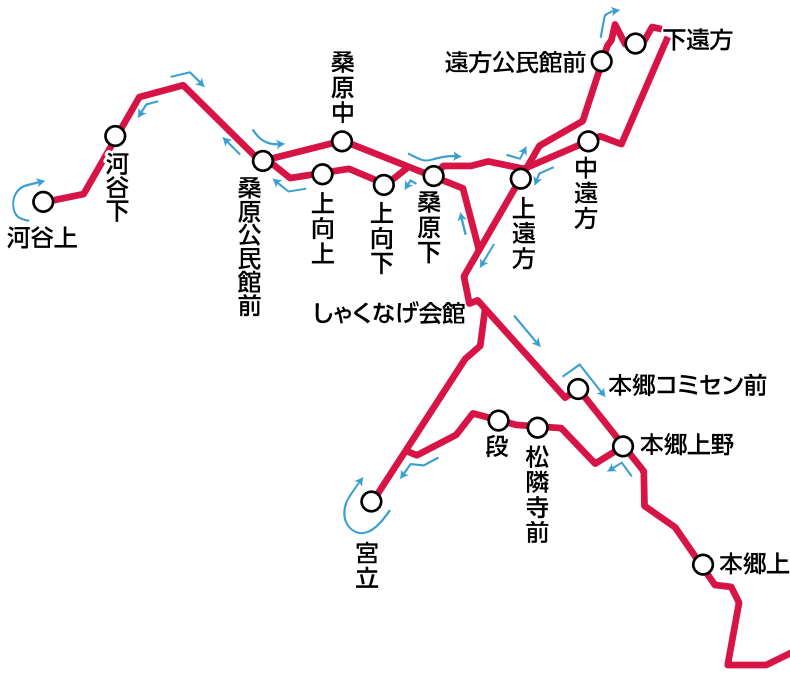 下遠方
遠方公民館前
桑原中
河谷下
中遠方
桑原公民館前
上向上
上向下
桑原下
上遠方
河谷上
しゃくなげ会館
本郷コミセン前
段
松隣寺前
本郷上野
宮立
本郷上